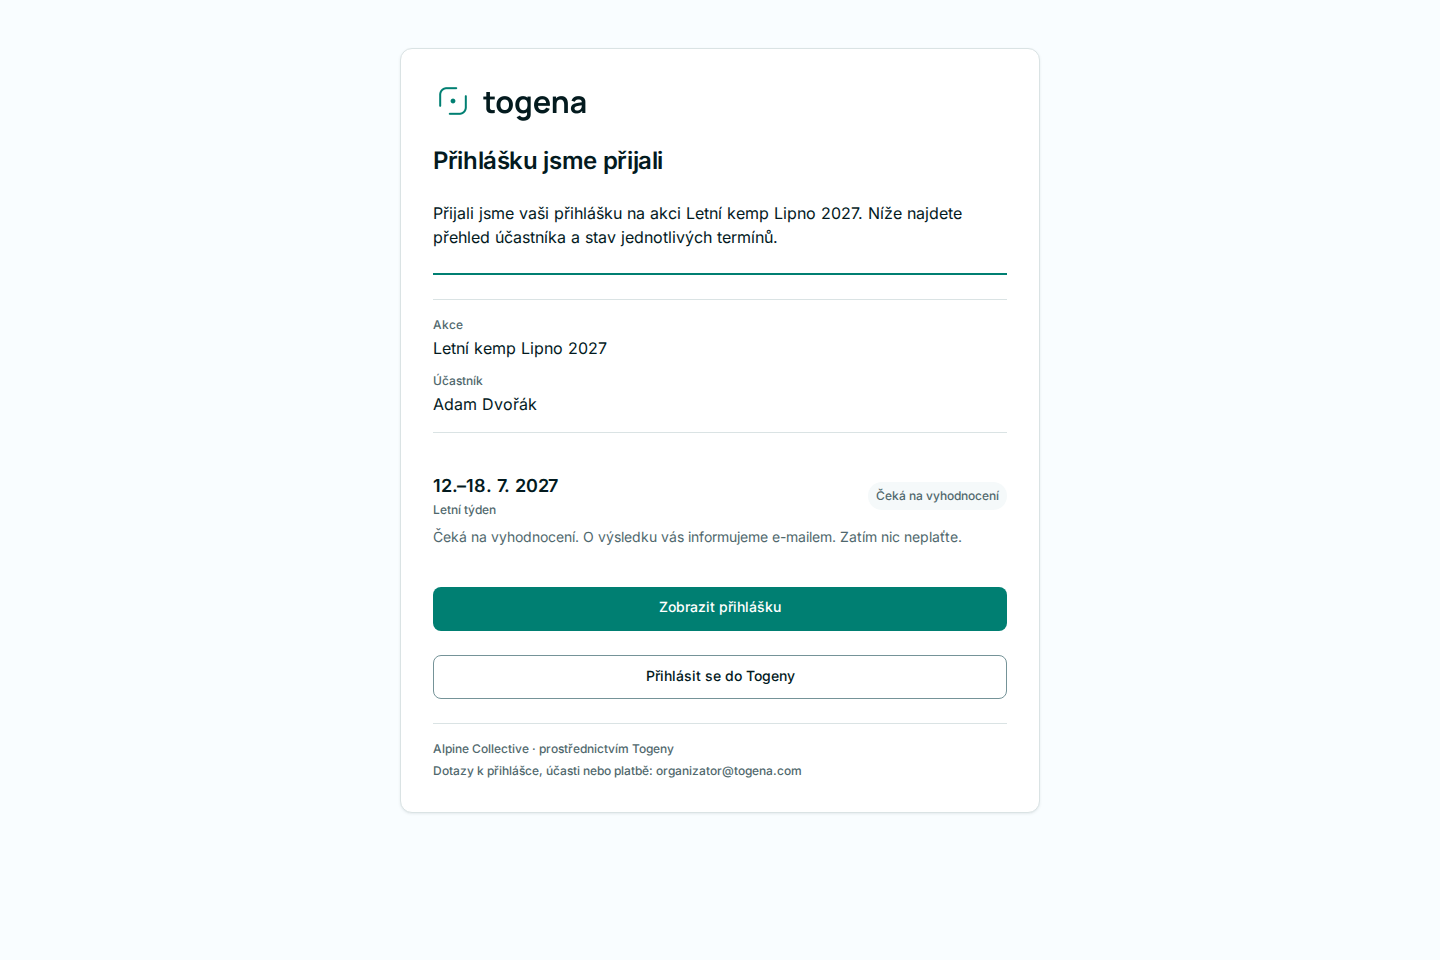 togena
Přihlášku jsme přijali
Přijali jsme vaši přihlášku na akci Letní kemp Lipno 2027. Níže najdete
přehled účastníka a stav jednotlivých termínů.
Akce
Letní kemp Lipno 2027
Účastník
Adam Dvořák
12.–18. 7. 2027
Čeká na vyhodnocení
Letní týden
Čeká na vyhodnocení. O výsledku vás informujeme e-mailem. Zatím nic neplaťte.
Zobrazit přihlášku
Přihlásit se do Togeny
Alpine Collective · prostřednictvím Togeny
Dotazy k přihlášce, účasti nebo platbě: organizator@togena.com